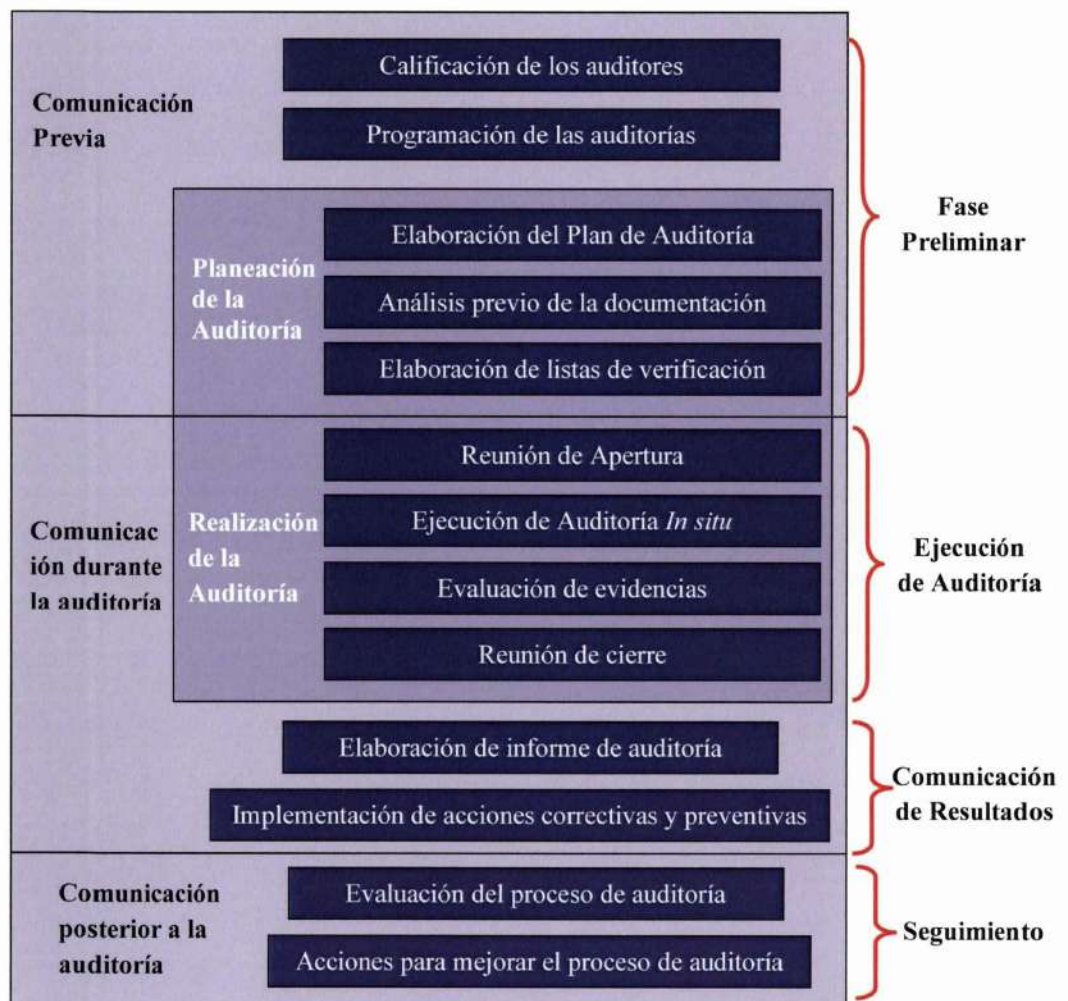 Calificación de los auditores
Comunicación
Previa
Programación de las auditorías
Fase
Preliminar
Planeación
de la
Auditoría
Elaboración del Plan de Auditoría
Análisis previo de la documentación
Elaboración de listas de verificación
Comunicac
ión durante
la auditoría
Realización
de la
Auditoría
Reunión de Apertura
Ejecución de Auditoría In situ
Evaluación de evidencias
Reunión de cierre
Ejecución
de Auditoría
Elaboración de informe de auditoría
Implementación de acciones correctivas y preventivas
Comunicación
de Resultados
Comunicación
posterior a la
auditoría
Evaluación del proceso de auditoría
Acciones para mejorar el proceso de auditoría
Seguimiento